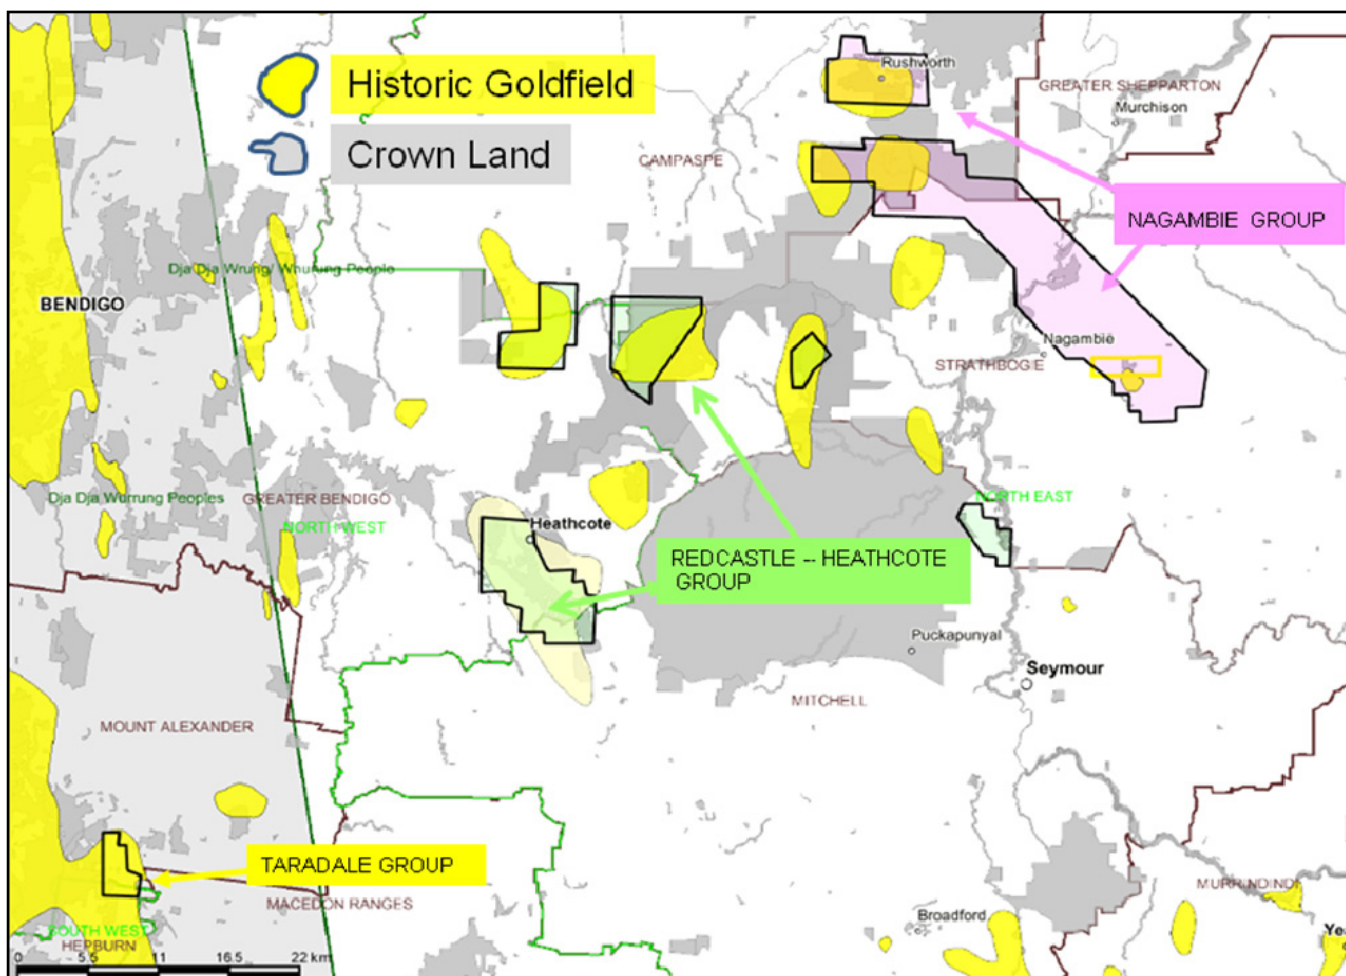 Historic Goldfield
Crown Land
Rushworth
GREATER SHEPPARTON
Murchison
CAMPASPE
NAGAMBIE GROUP
Dja Dja Wrung/ Whurung People
BENDIGO
Nagambie
STRATHBOGIE
Dja Dja Wurrung Peoples
GREATER BENDIGO
NORTH WEST
NORTH EAST
Heathcote
REDCASTLE – HEATHCOTE
GROUP
Puckapunyal
Seymour
MITCHELL
MOUNT ALEXANDER
TARADALE GROUP
MACEDON RANGES
MURRINDINDI
Broadford
SOUTH WEST
HEPBURN
0 5.5 11 16.5 22 km